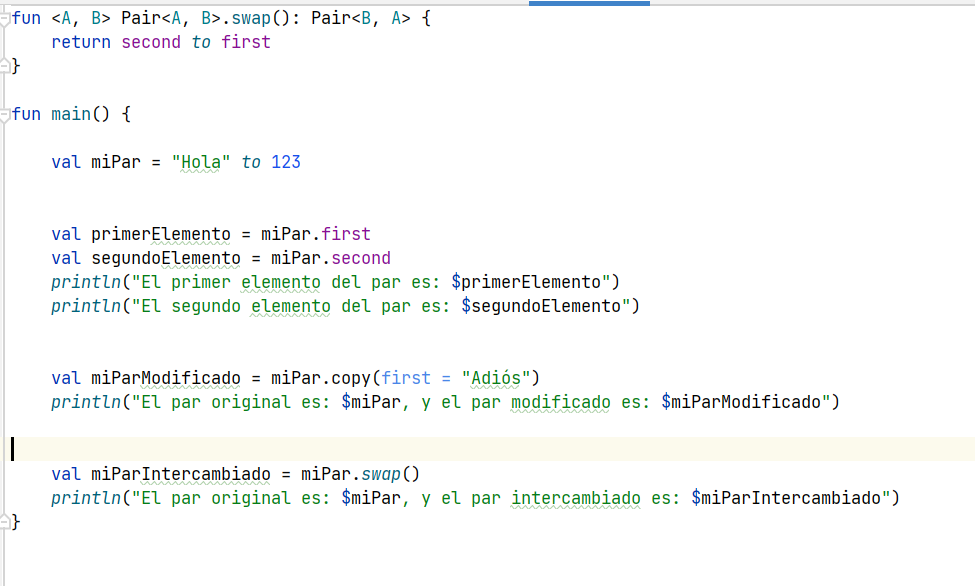 fun <A, B> Pair<A, B>.swap(): Pair<B, A> {
    return second to first
}
fun main() {
    val miPar = "Hola" to 123
    val primerElemento = miPar.first
    val segundoElemento = miPar.second
    println("El primer elemento del par es: $primerElemento")
    println("El segundo elemento del par es: $segundoElemento")
    val miParModificado = miPar.copy(first = "Adiós")
    println("El par original es: $miPar, y el par modificado es: $miParModificado")
    val miParIntercambiado = miPar.swap()
    println("El par original es: $miPar, y el par intercambiado es: $miParIntercambiado")
}